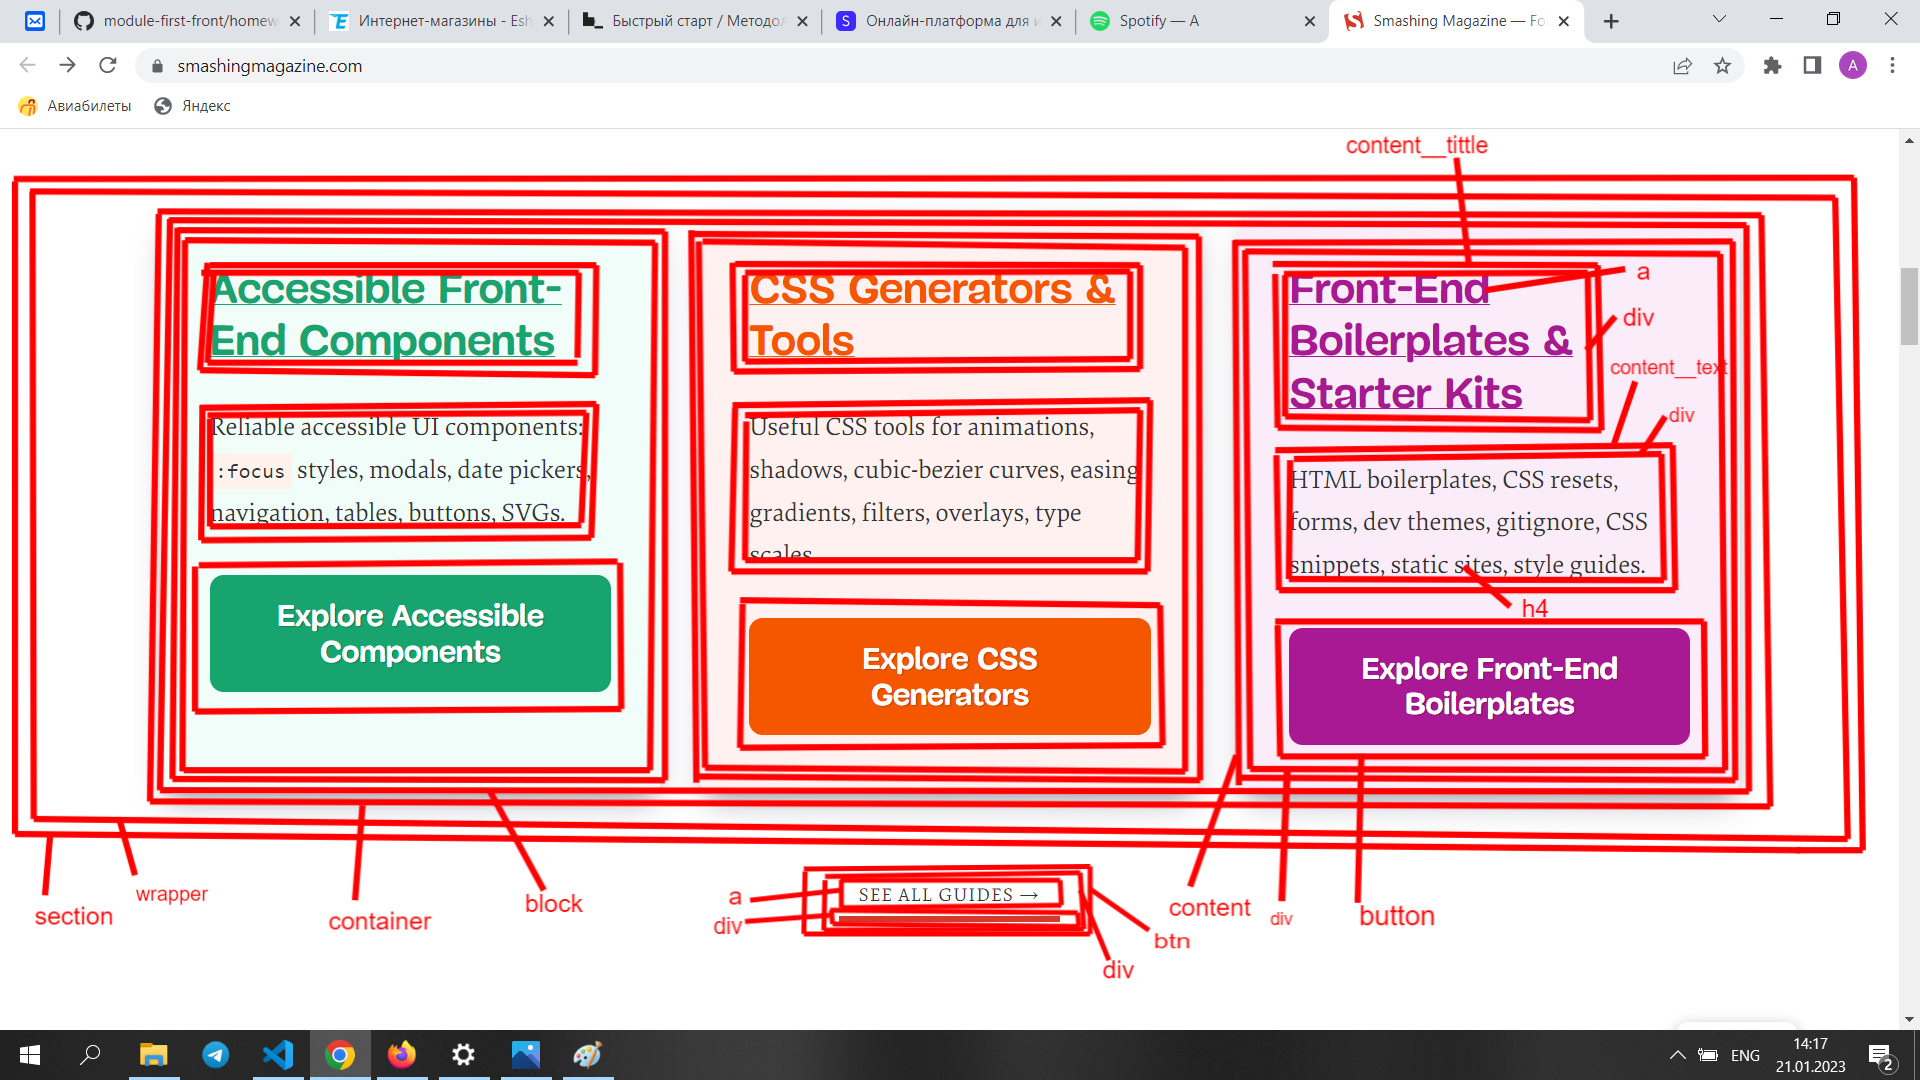 module-first-front/homew
Интернет-магазины - Esh
Быстрый старт / Методол
Онлайн-платформа для и
Spotify — А
Smashing Magazine — Fo
smashingmagazine.com
A
Авиабилеты
Яндекс
content__tittle
Accessible Front-
End Components
CSS Generators &
Tools
Front-End
Boilerplates &
Starter Kits
a
div
content__text
div
Reliable accessible UI components:
:focus styles, modals, date pickers,
navigation, tables, buttons, SVGs.
Useful CSS tools for animations,
shadows, cubic-bezier curves, easing
gradients, filters, overlays, type
scales
HTML boilerplates, CSS resets,
forms, dev themes, gitignore, CSS
snippets, static sites, style guides.
h4
Explore Accessible
Components
Explore CSS
Generators
Explore Front-End
Boilerplates
section
wrapper
container
block
a
div
SEE ALL GUIDES →
content
div
button
btn
div
ENG
14:17
21.01.2023
2